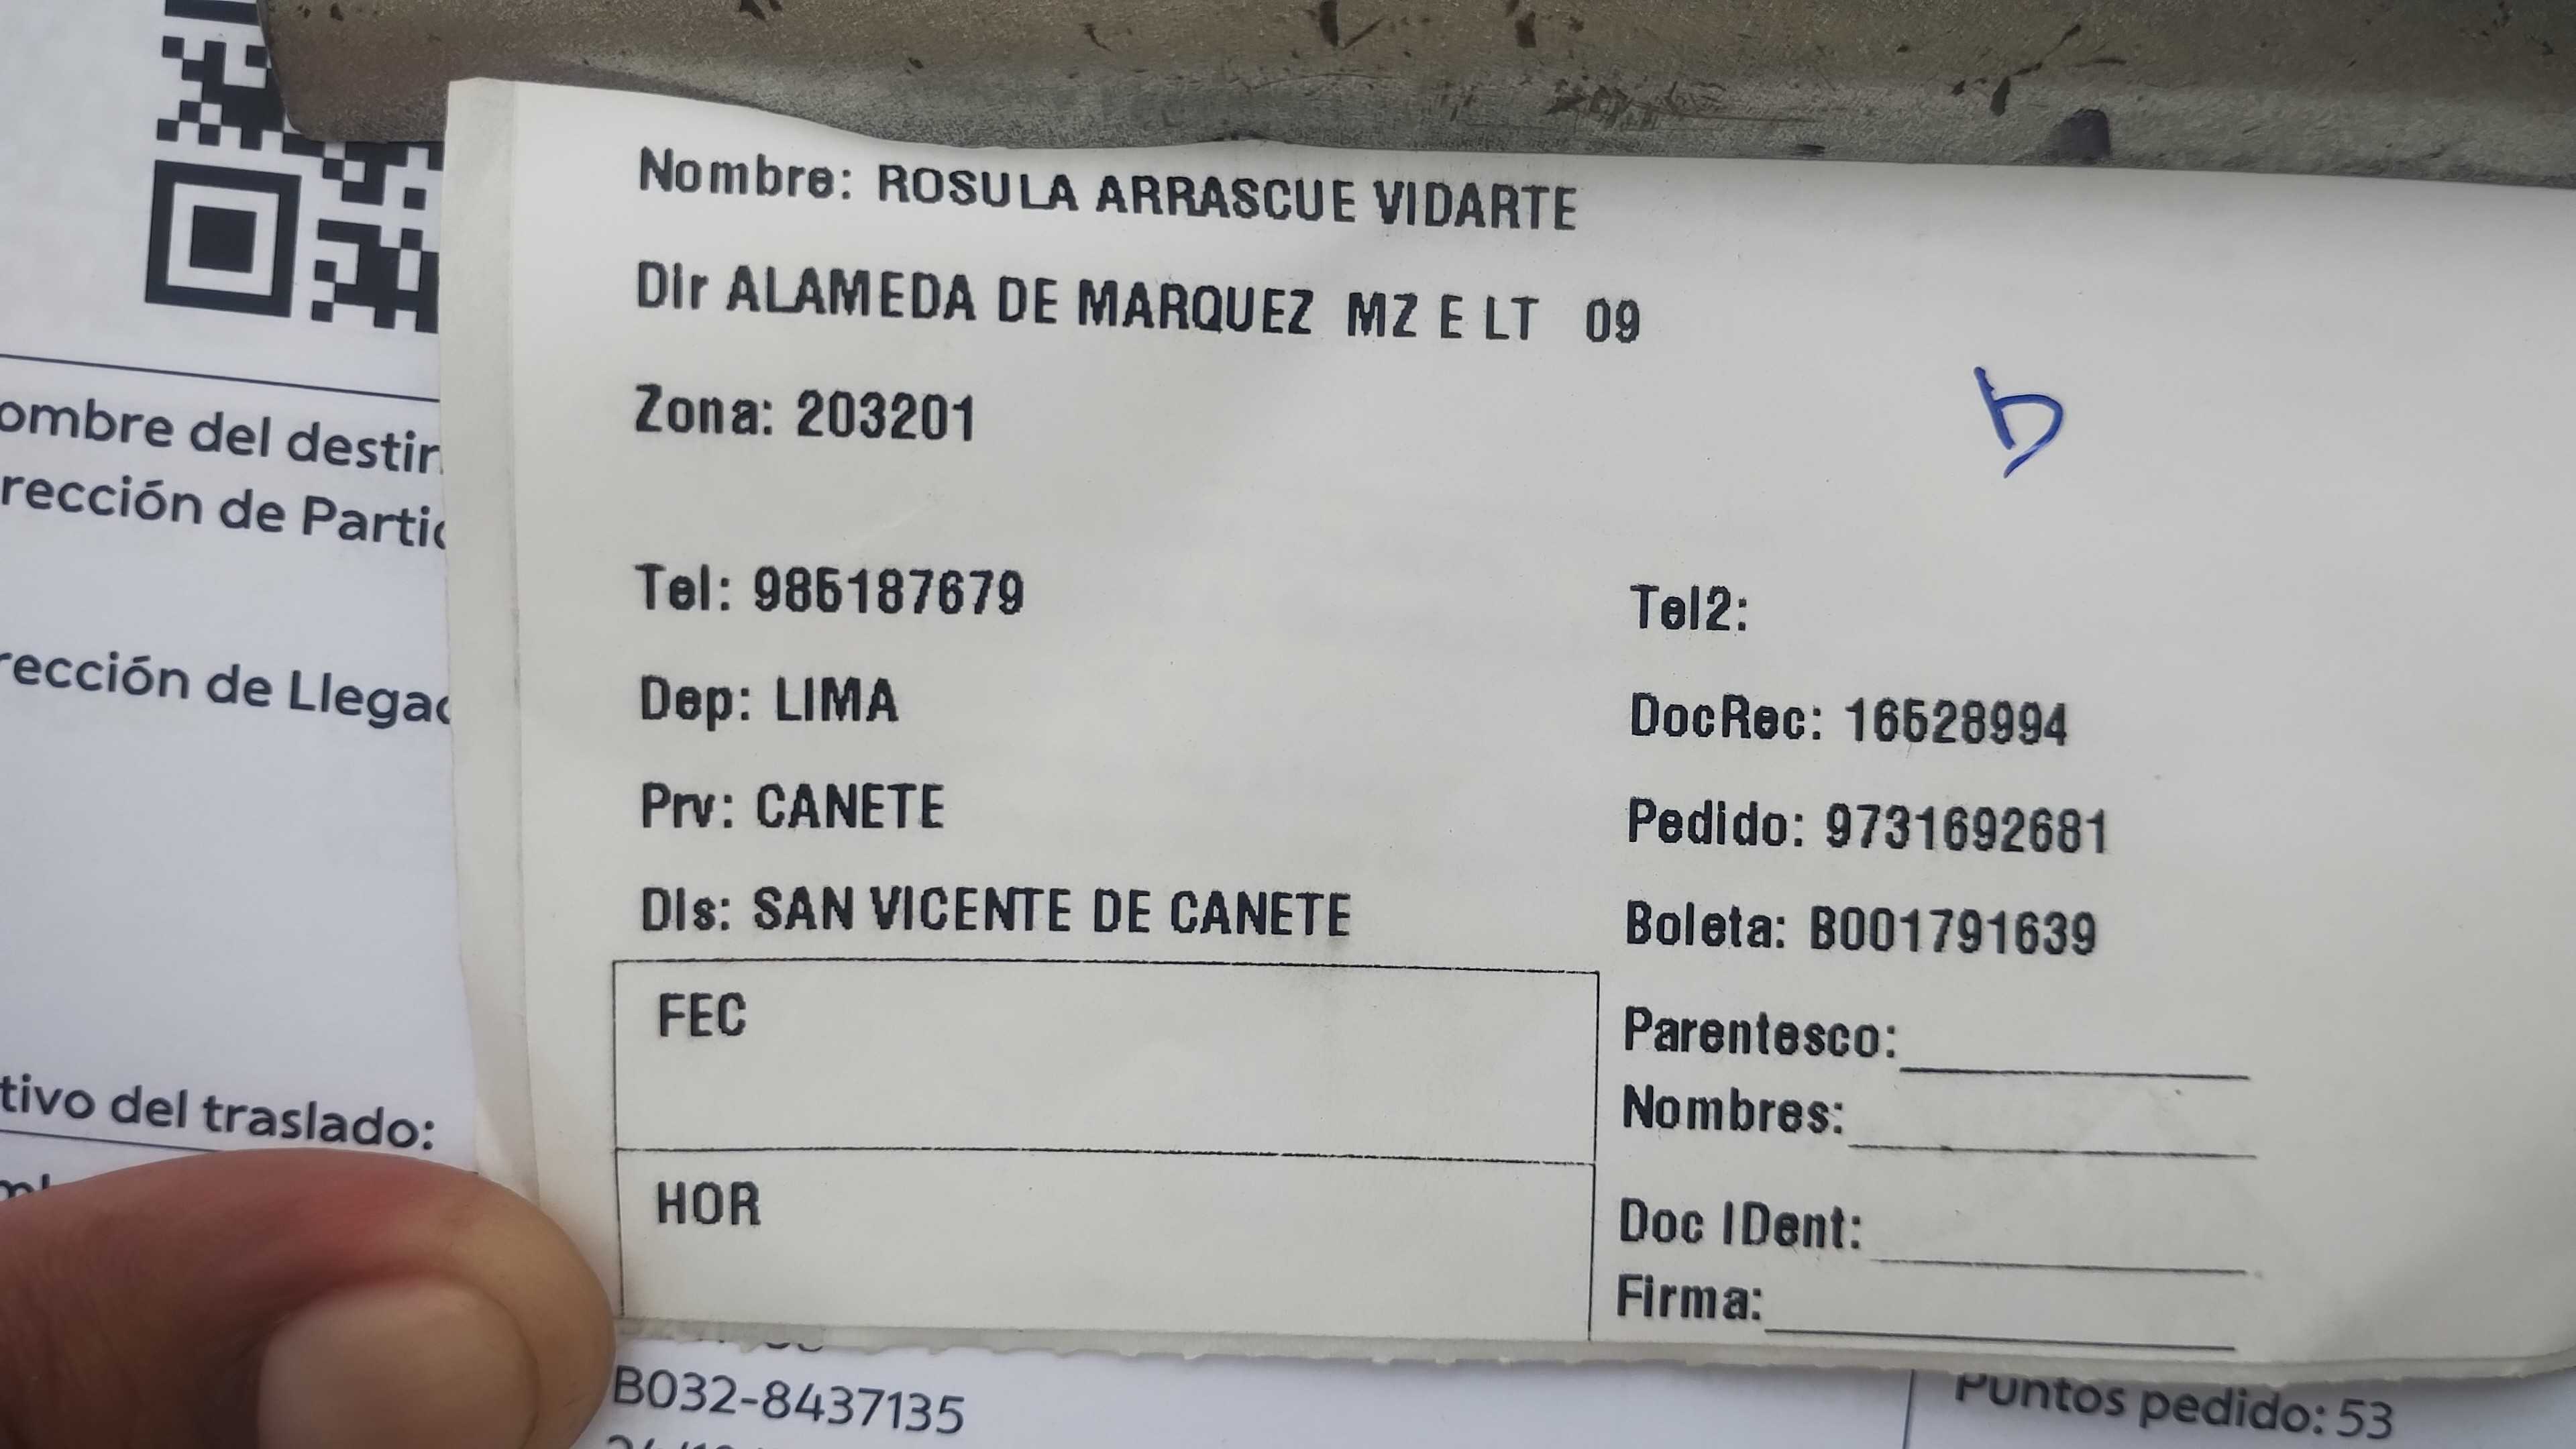 Nombre: ROSULA ARRASCUE VIDARTE
Dir ALAMEDA DE MARQUEZ MZ E LT 09
Zona: 203201
Tel: 985187679
Tel2:
Dep: LIMA
DocRec: 16528994
Prv: CANETE
Pedido: 9731692681
Dis: SAN VICENTE DE CANETE
Boleta: B001791639
FEC
Parentesco:
Nombres:
HOR
Doc IDent:
Firma:
ombre del destin
rección de Partic
rección de Llegac
tivo del traslado:
B032-8437135
Puntos pedido: 53